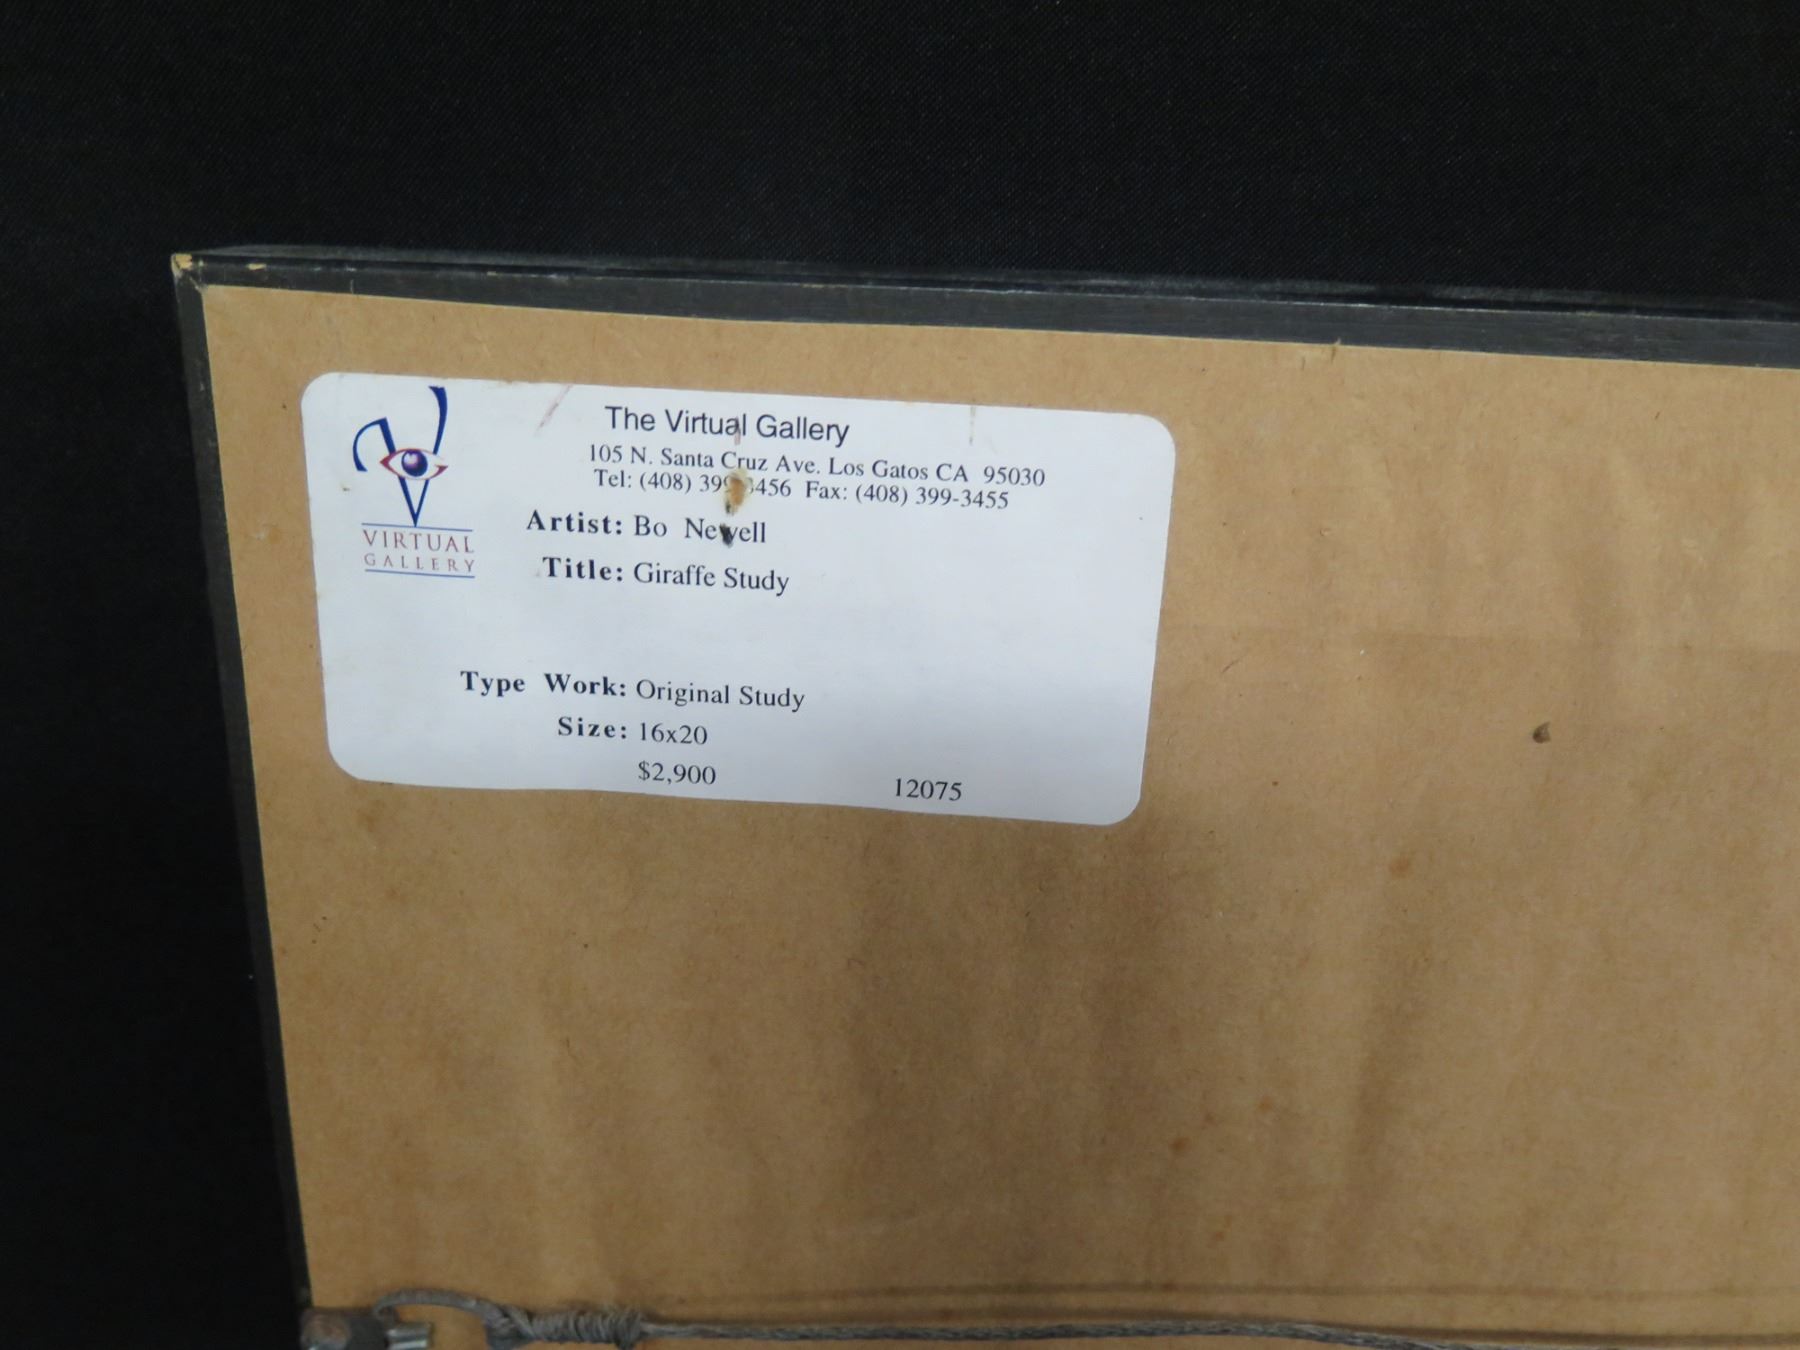 The Virtual Gallery
105 N. Santa Cruz Ave. Los Gatos CA 95030
Tel: (408) Fax: (408) 399-3455
VIRTUAL
GALLERY
Artist: Bo Newell
Title: Giraffe Study
Type Work: Original Study
Size: 16x20
$2,900 12075